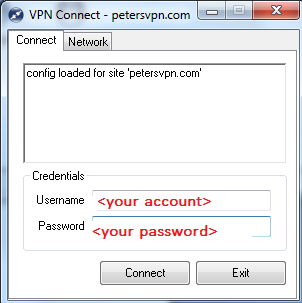 VPN Connect - petersvpn.com
Connect Network
config loaded for site 'petersvpn.com'
Credentials
Username <your account>
Password <your password>
Connect Exit